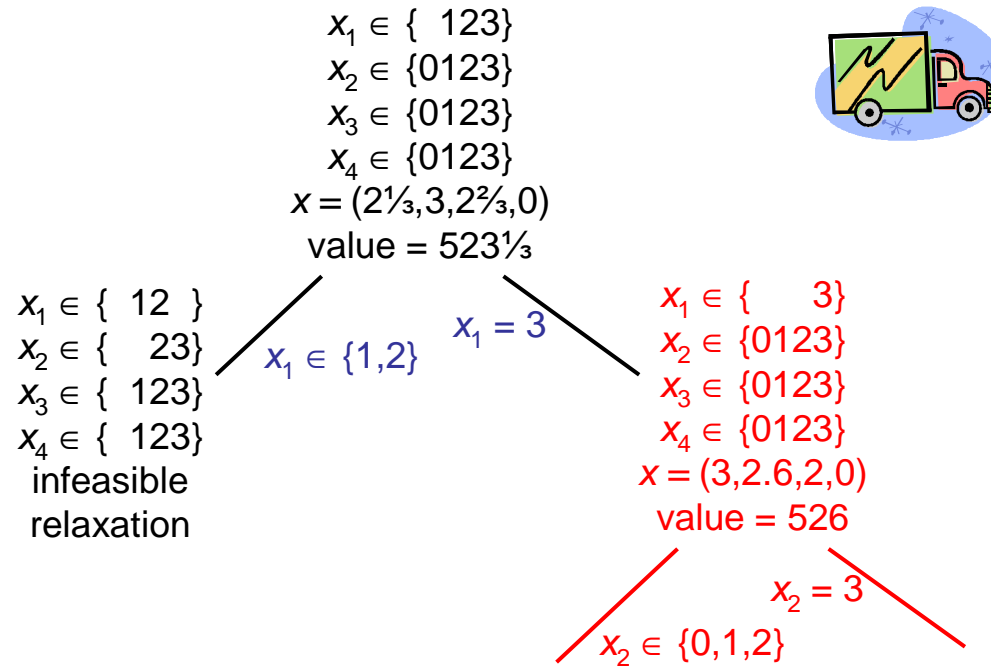 x₁ ∈ { 123}
x₂ ∈ {0123}
x₃ ∈ {0123}
x₄ ∈ {0123}
x = (2⅓,3,2⅔,0)
value = 523⅓
x₁ ∈ {1,2}
x₁ = 3
x₁ ∈ { 12 }
x₂ ∈ { 23}
x₃ ∈ { 123}
x₄ ∈ { 123}
infeasible
relaxation
x₁ ∈ { 3}
x₂ ∈ {0123}
x₃ ∈ {0123}
x₄ ∈ {0123}
x = (3,2.6,2,0)
value = 526
x₂ = 3
x₂ ∈ {0,1,2}